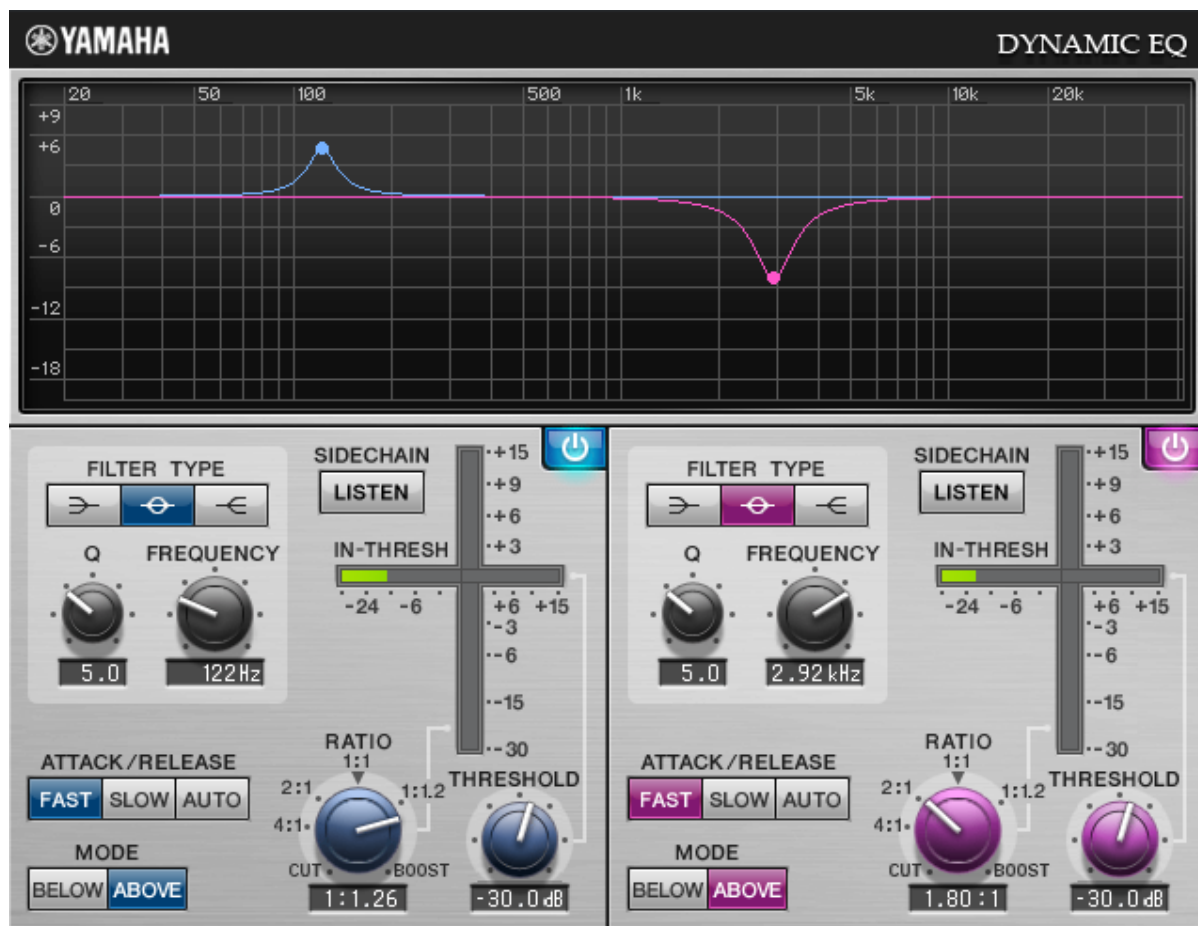 YAMAHA DYNAMIC EQ
20 50 100 500 1k 5k 10k 20k
+9
+6
0
-6
-12
-18
FILTER TYPE
Q FREQUENCY
5.0 122Hz
SIDECHAIN
LISTEN
IN-THRESH
-24 -6 +6 +15
+15
+9
+6
+3
-3
-6
-15
-30
ATTACK/RELEASE
FAST SLOW AUTO
MODE
BELOW ABOVE
RATIO
1:1
2:1 1:1.2
4:1
CUT BOOST
1:1.26
THRESHOLD
-30.0dB
FILTER TYPE
Q FREQUENCY
5.0 2.92kHz
SIDECHAIN
LISTEN
IN-THRESH
-24 -6 +6 +15
+15
+9
+6
+3
-3
-6
-15
-30
ATTACK/RELEASE
FAST SLOW AUTO
MODE
BELOW ABOVE
RATIO
1:1
2:1 1:1.2
4:1
CUT BOOST
1.80:1
THRESHOLD
-30.0dB